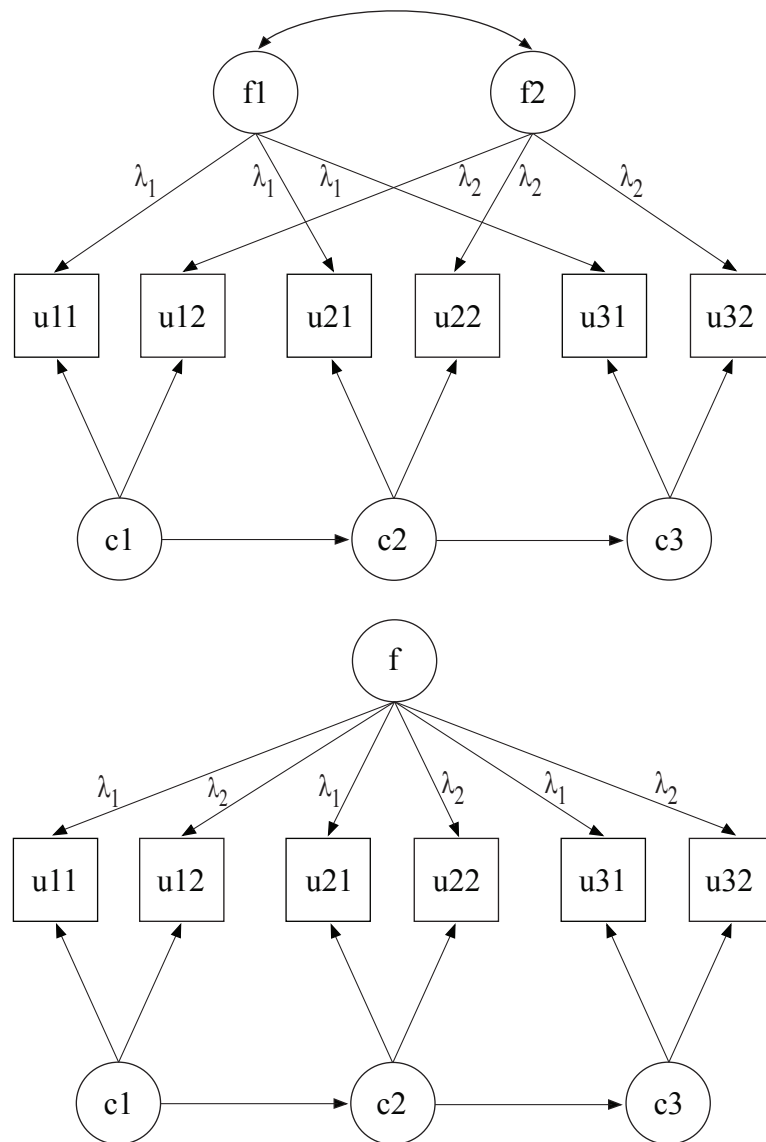 f1 f2
λ₁ λ₁ λ₁ λ₂ λ₂ λ₂
u11 u12 u21 u22 u31 u32
c1 c2 c3
f
λ₁ λ₂ λ₁ λ₂ λ₁ λ₂
u11 u12 u21 u22 u31 u32
c1 c2 c3